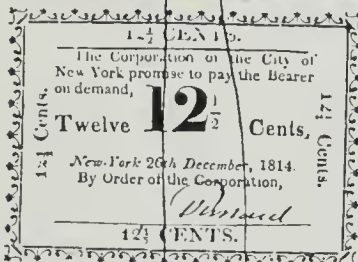 12½ CENTS.
The Corporation of the City of
New York promise to pay the Bearer
on demand,
12½ Cents.
Twelve 12½ Cents,
12½ Cents.
New-York 26th December, 1814.
By Order of the Corporation,
12½ CENTS.